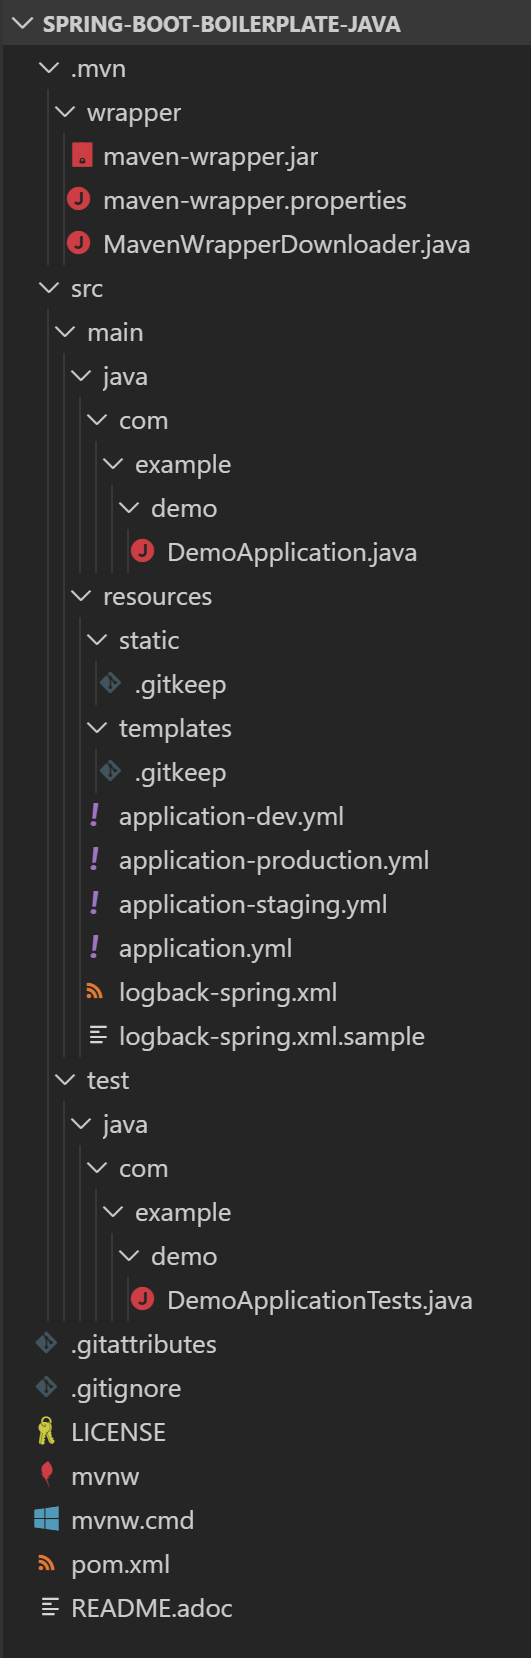 SPRING-BOOT-BOILERPLATE-JAVA
.mvn
wrapper
maven-wrapper.jar
maven-wrapper.properties
MavenWrapperDownloader.java
src
main
java
com
example
demo
DemoApplication.java
resources
static
.gitkeep
templates
.gitkeep
application-dev.yml
application-production.yml
application-staging.yml
application.yml
logback-spring.xml
logback-spring.xml.sample
test
java
com
example
demo
DemoApplicationTests.java
.gitattributes
.gitignore
LICENSE
mvnw
mvnw.cmd
pom.xml
README.adoc